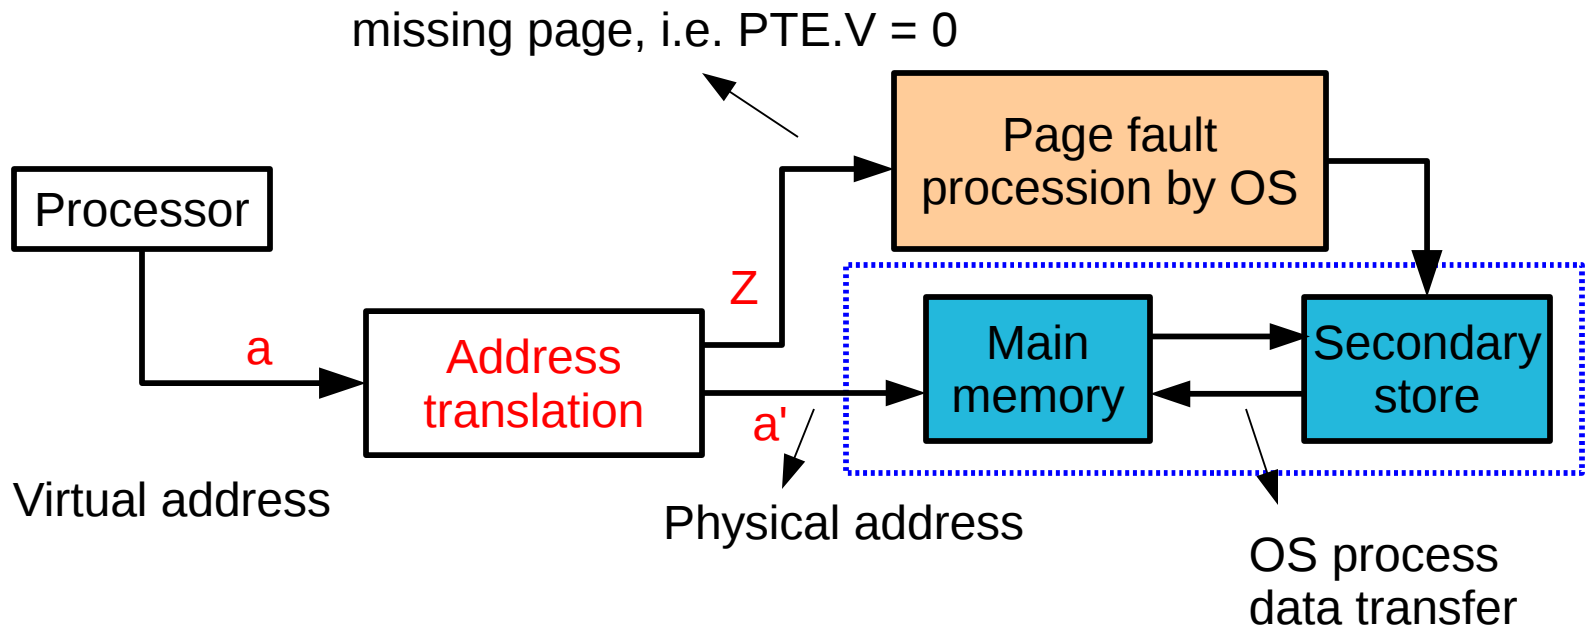 missing page, i.e. PTE.V = 0
Page fault
procession by OS
Processor
Z
a
Address
translation
a'
Main
memory
Secondary
store
Virtual address
Physical address
OS process
data transfer